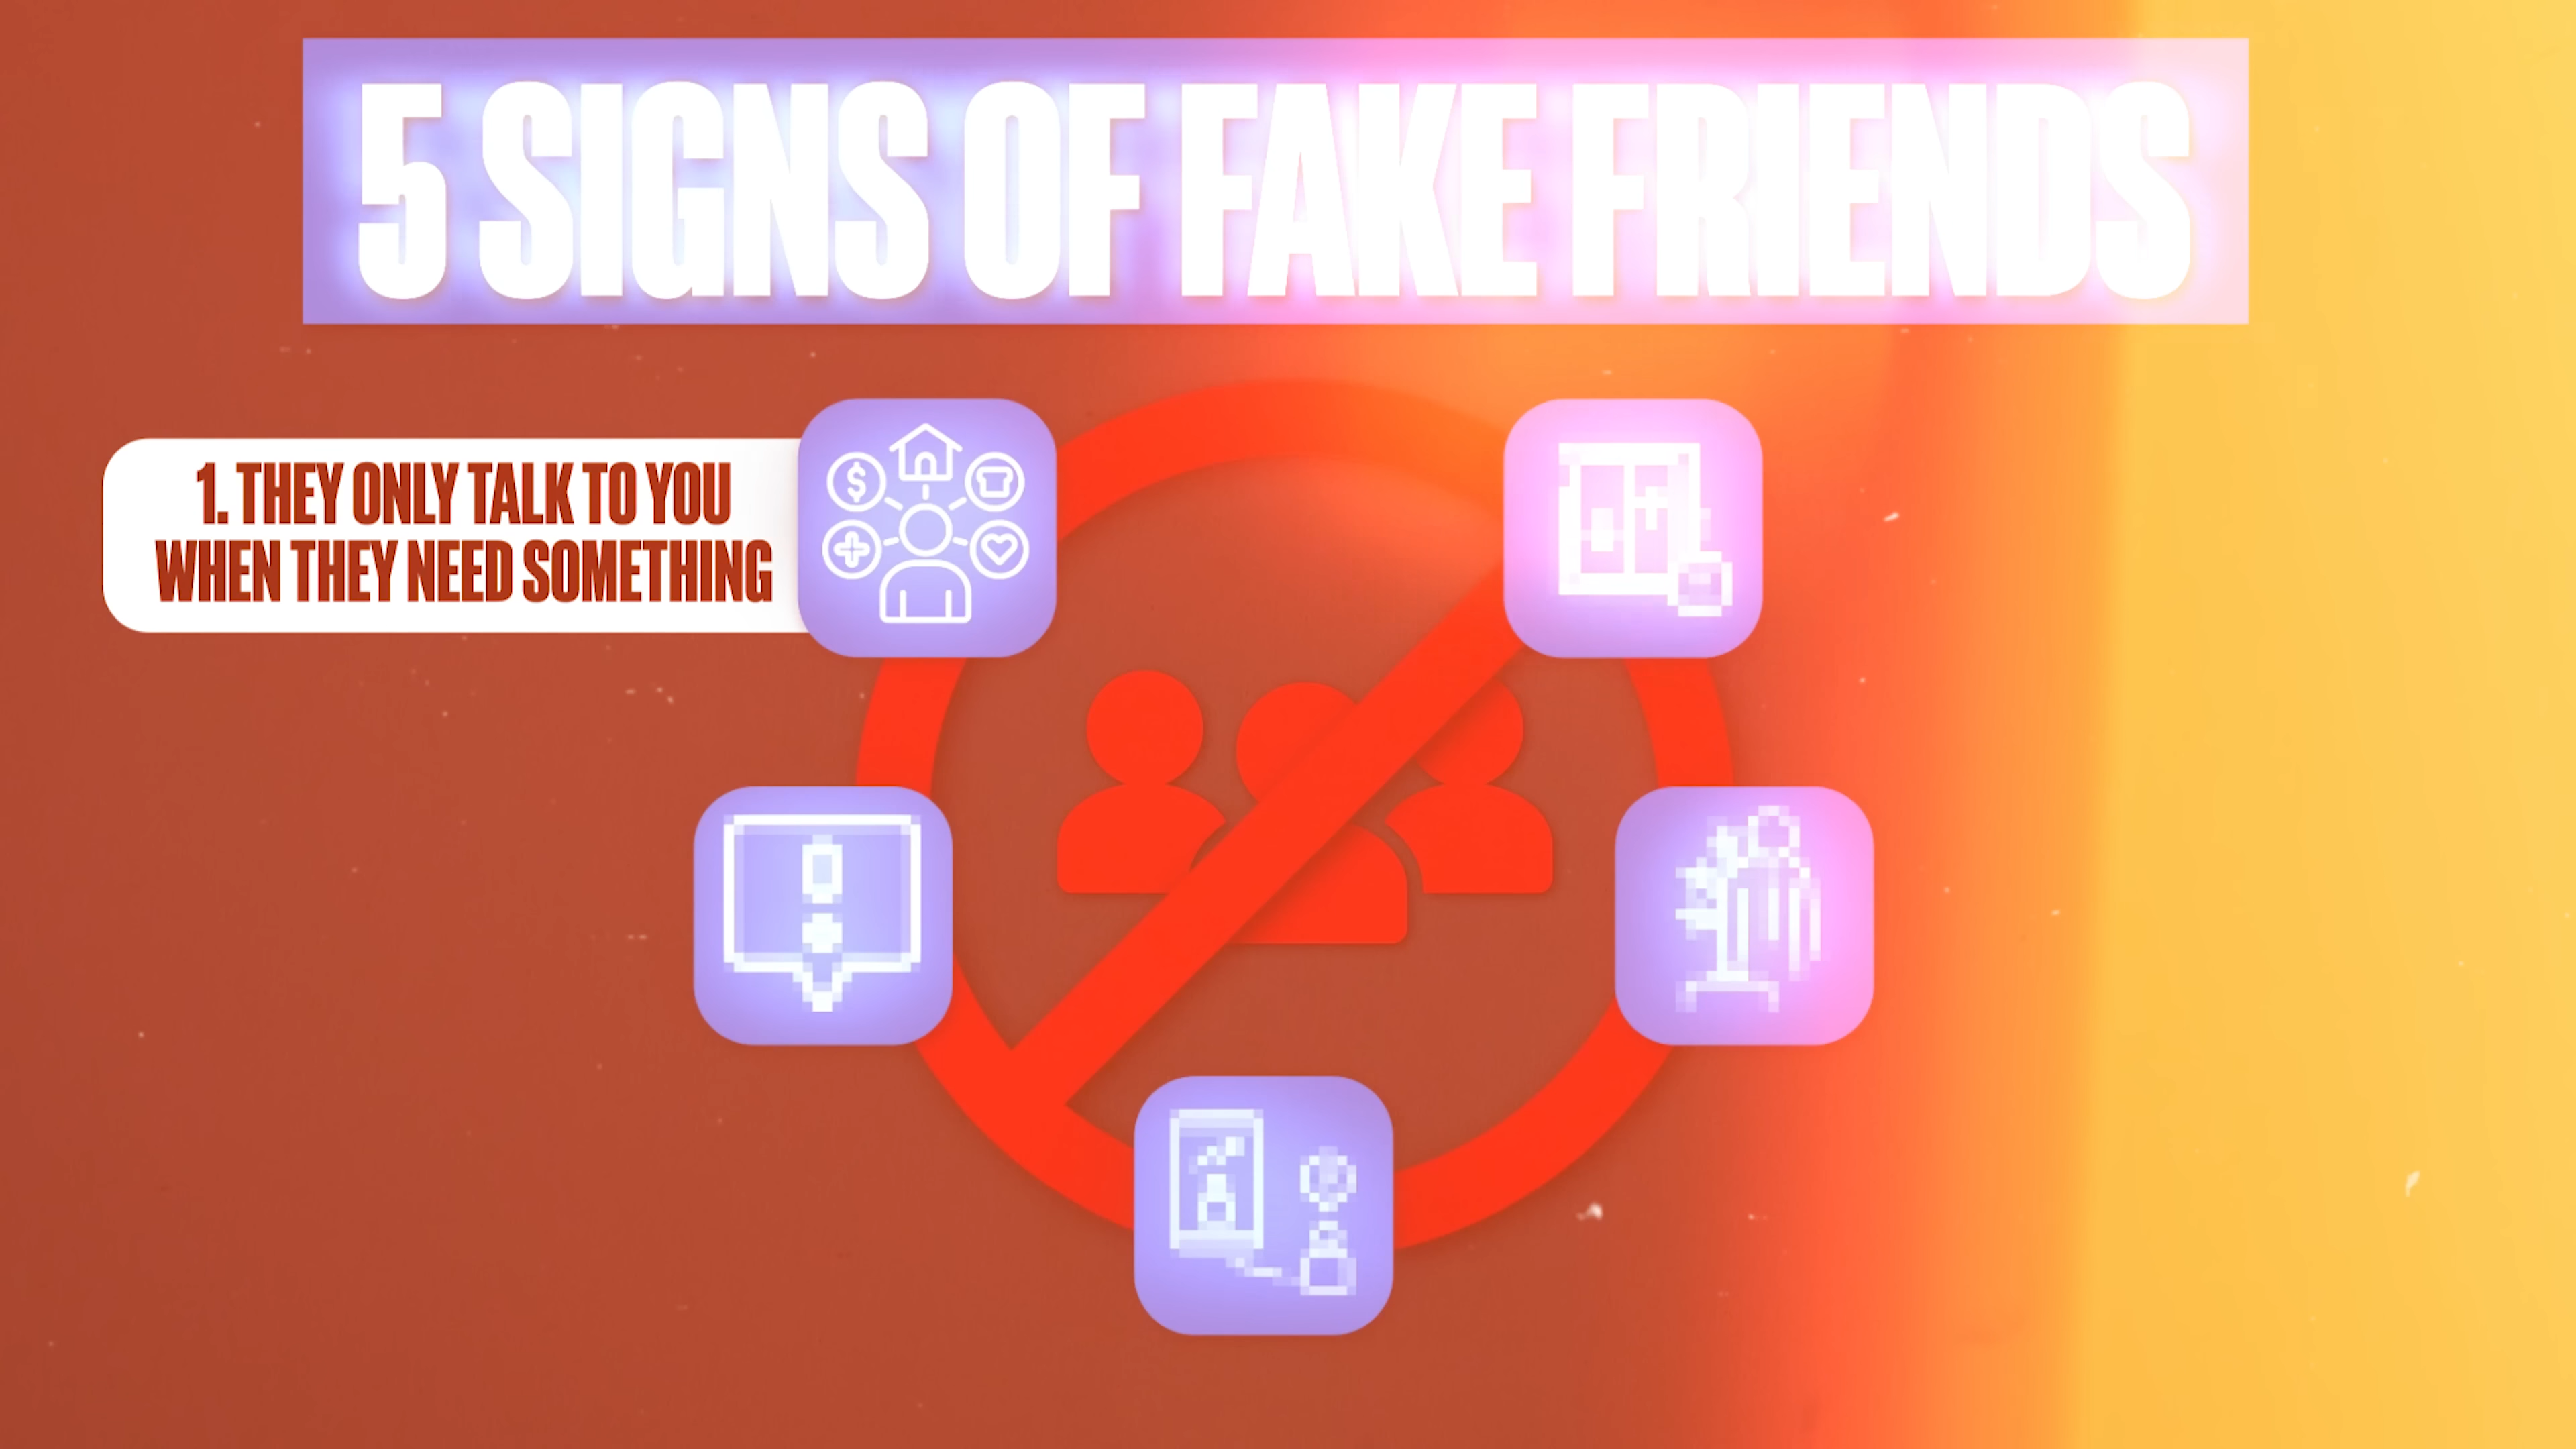 5 SIGNS OF FAKE FRIENDS
1. THEY ONLY TALK TO YOU
WHEN THEY NEED SOMETHING